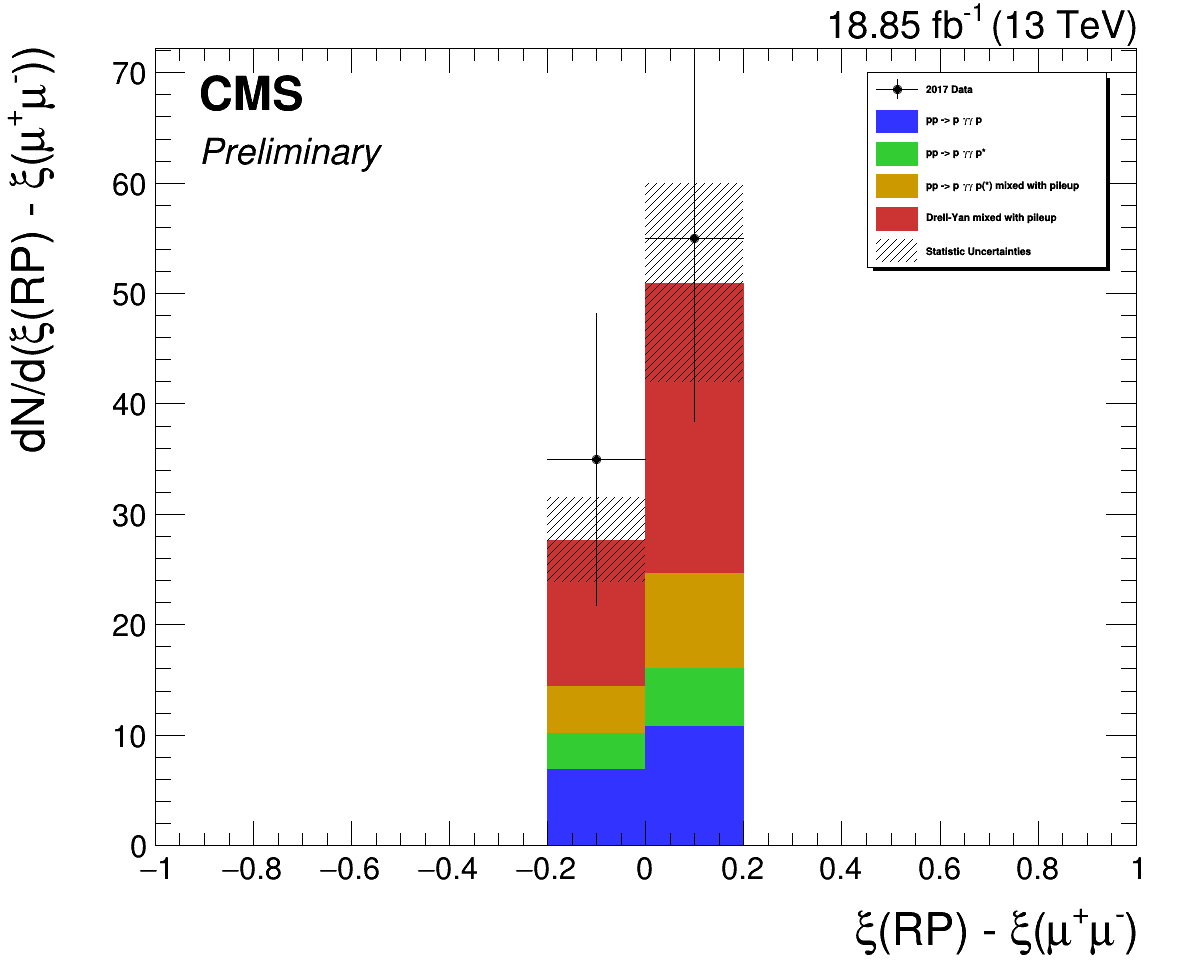 18.85 fb⁻¹ (13 TeV)
dN/d(ξ(RP) - ξ(μ⁺μ⁻))
CMS
Preliminary
2017 Data
pp -> p γγ p
pp -> p γγ p*
pp -> p γγ p(*) mixed with pileup
Drell-Yan mixed with pileup
Statistic Uncertainties
70
60
50
40
30
20
10
0
−1 −0.8 −0.6 −0.4 −0.2 0 0.2 0.4 0.6 0.8 1
ξ(RP) - ξ(μ⁺μ⁻)